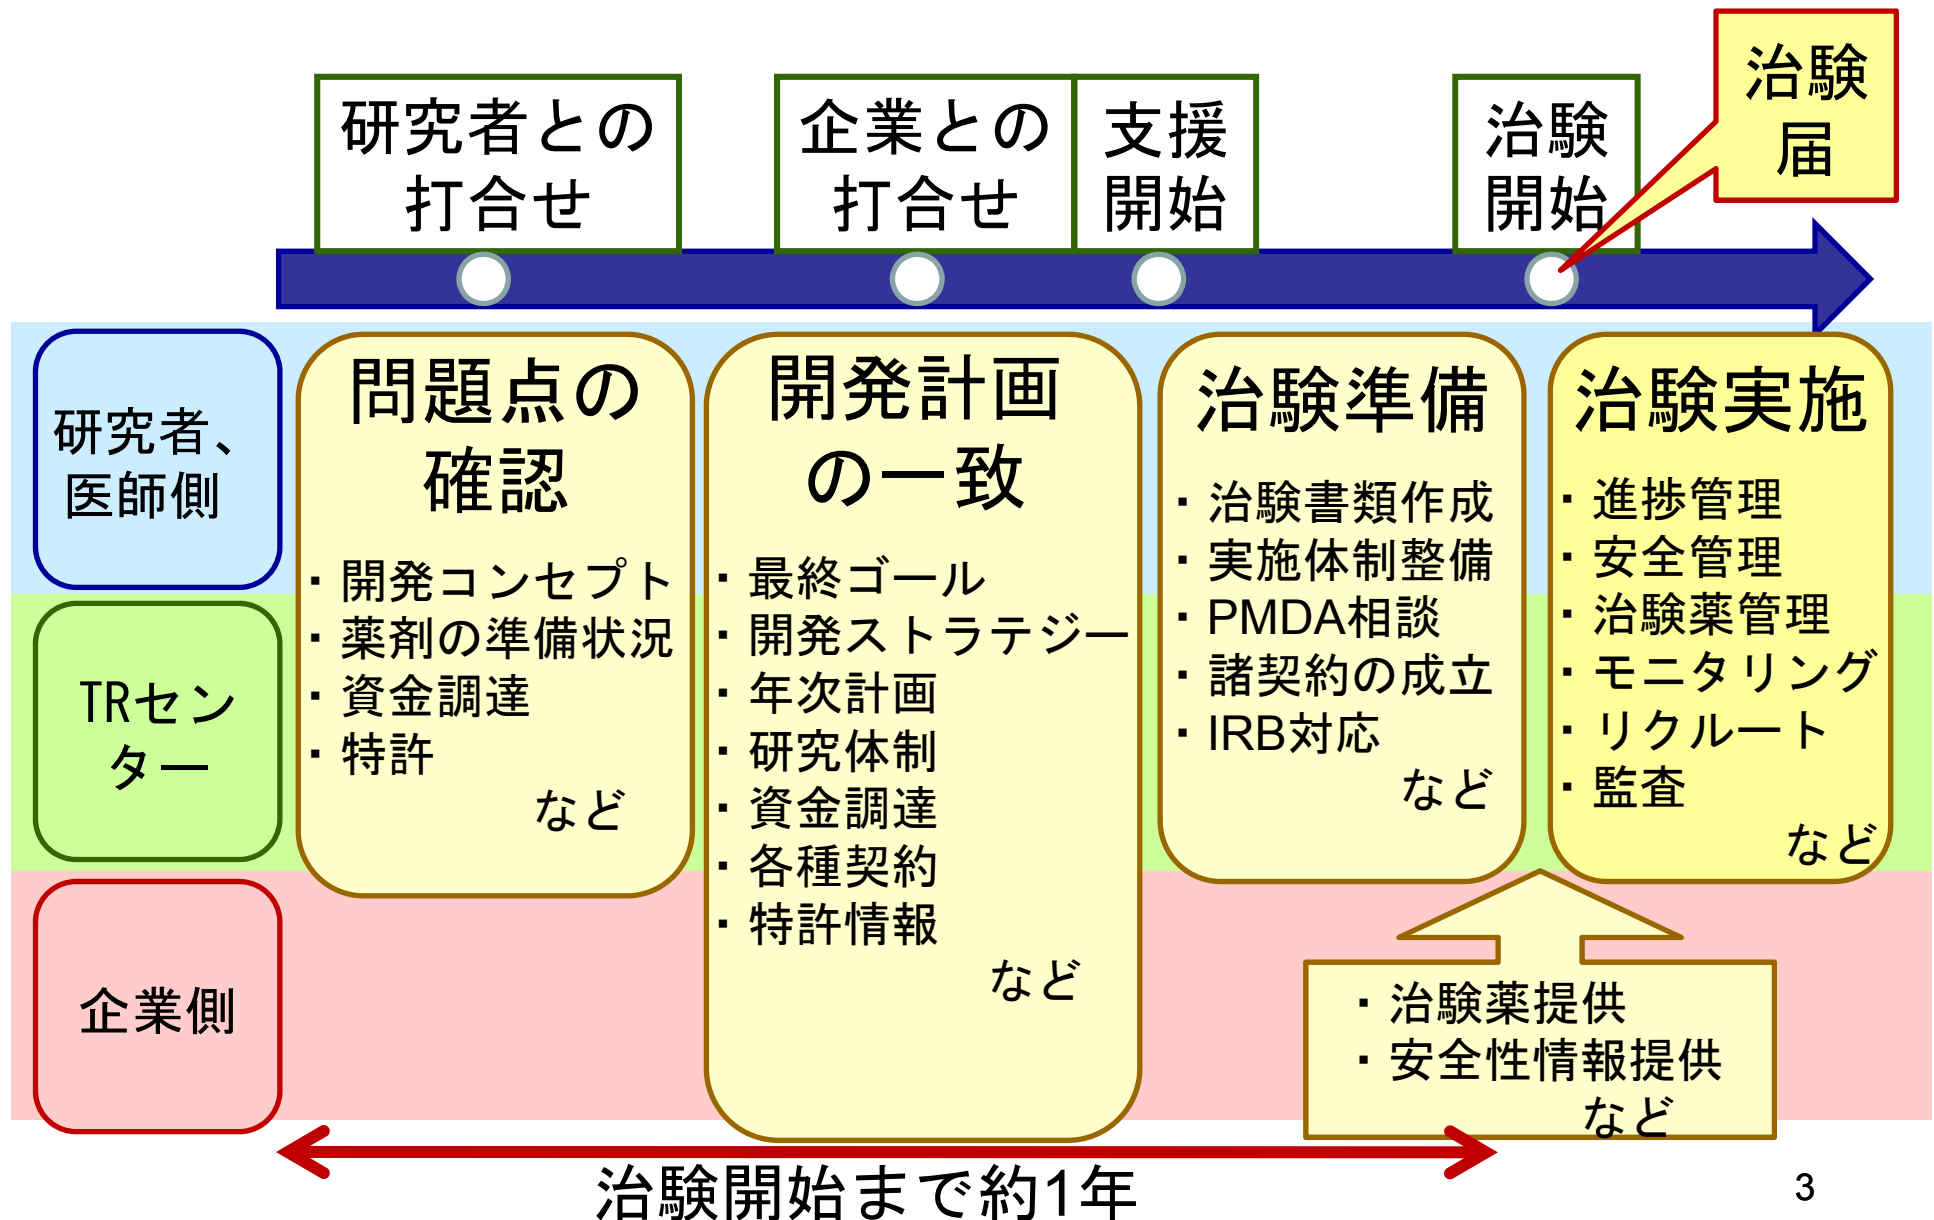 研究者との
打合せ
企業との
打合せ
支援
開始
治験
開始
治験
届
研究者、
医師側
TRセン
ター
企業側
問題点の
確認
・開発コンセプト
・薬剤の準備状況
・資金調達
・特許
など
開発計画
の一致
・最終ゴール
・開発ストラテジー
・年次計画
・研究体制
・資金調達
・各種契約
・特許情報
など
治験準備
・治験書類作成
・実施体制整備
・PMDA相談
・諸契約の成立
・IRB対応
など
治験実施
・進捗管理
・安全管理
・治験薬管理
・モニタリング
・リクルート
・監査
など
・治験薬提供
・安全性情報提供
など
治験開始まで約1年
3